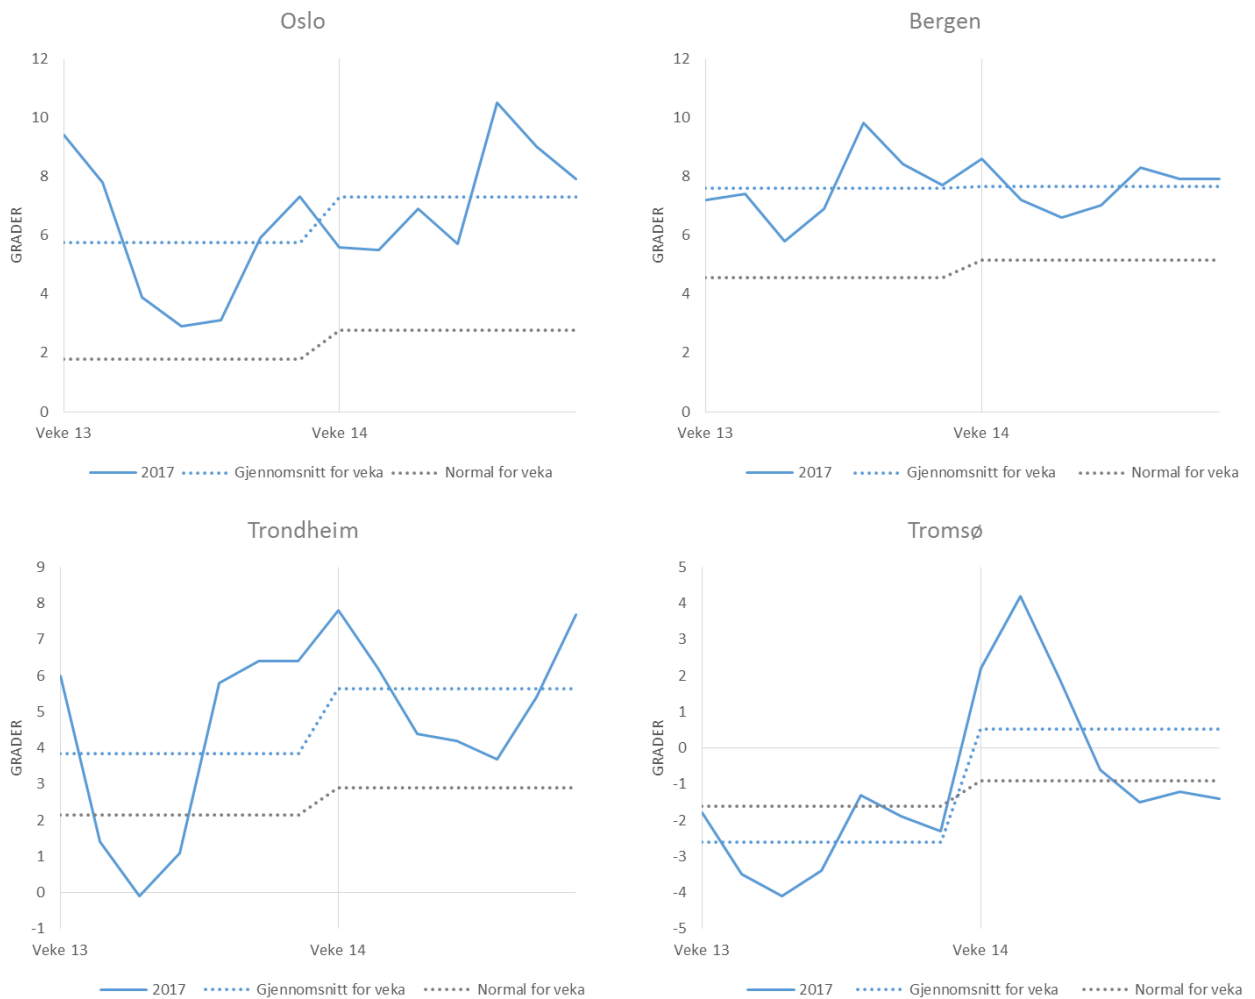 Oslo
12
10
8
6
4
2
0
GRADER
Veke 13
Veke 14
2017
Gjennomsnitt for veka
Normal for veka
Bergen
12
10
8
6
4
2
0
GRADER
Veke 13
Veke 14
2017
Gjennomsnitt for veka
Normal for veka
Trondheim
9
8
7
6
5
4
3
2
1
0
-1
GRADER
Veke 13
Veke 14
2017
Gjennomsnitt for veka
Normal for veka
Tromsø
5
4
3
2
1
0
-1
-2
-3
-4
-5
GRADER
Veke 13
Veke 14
2017
Gjennomsnitt for veka
Normal for veka